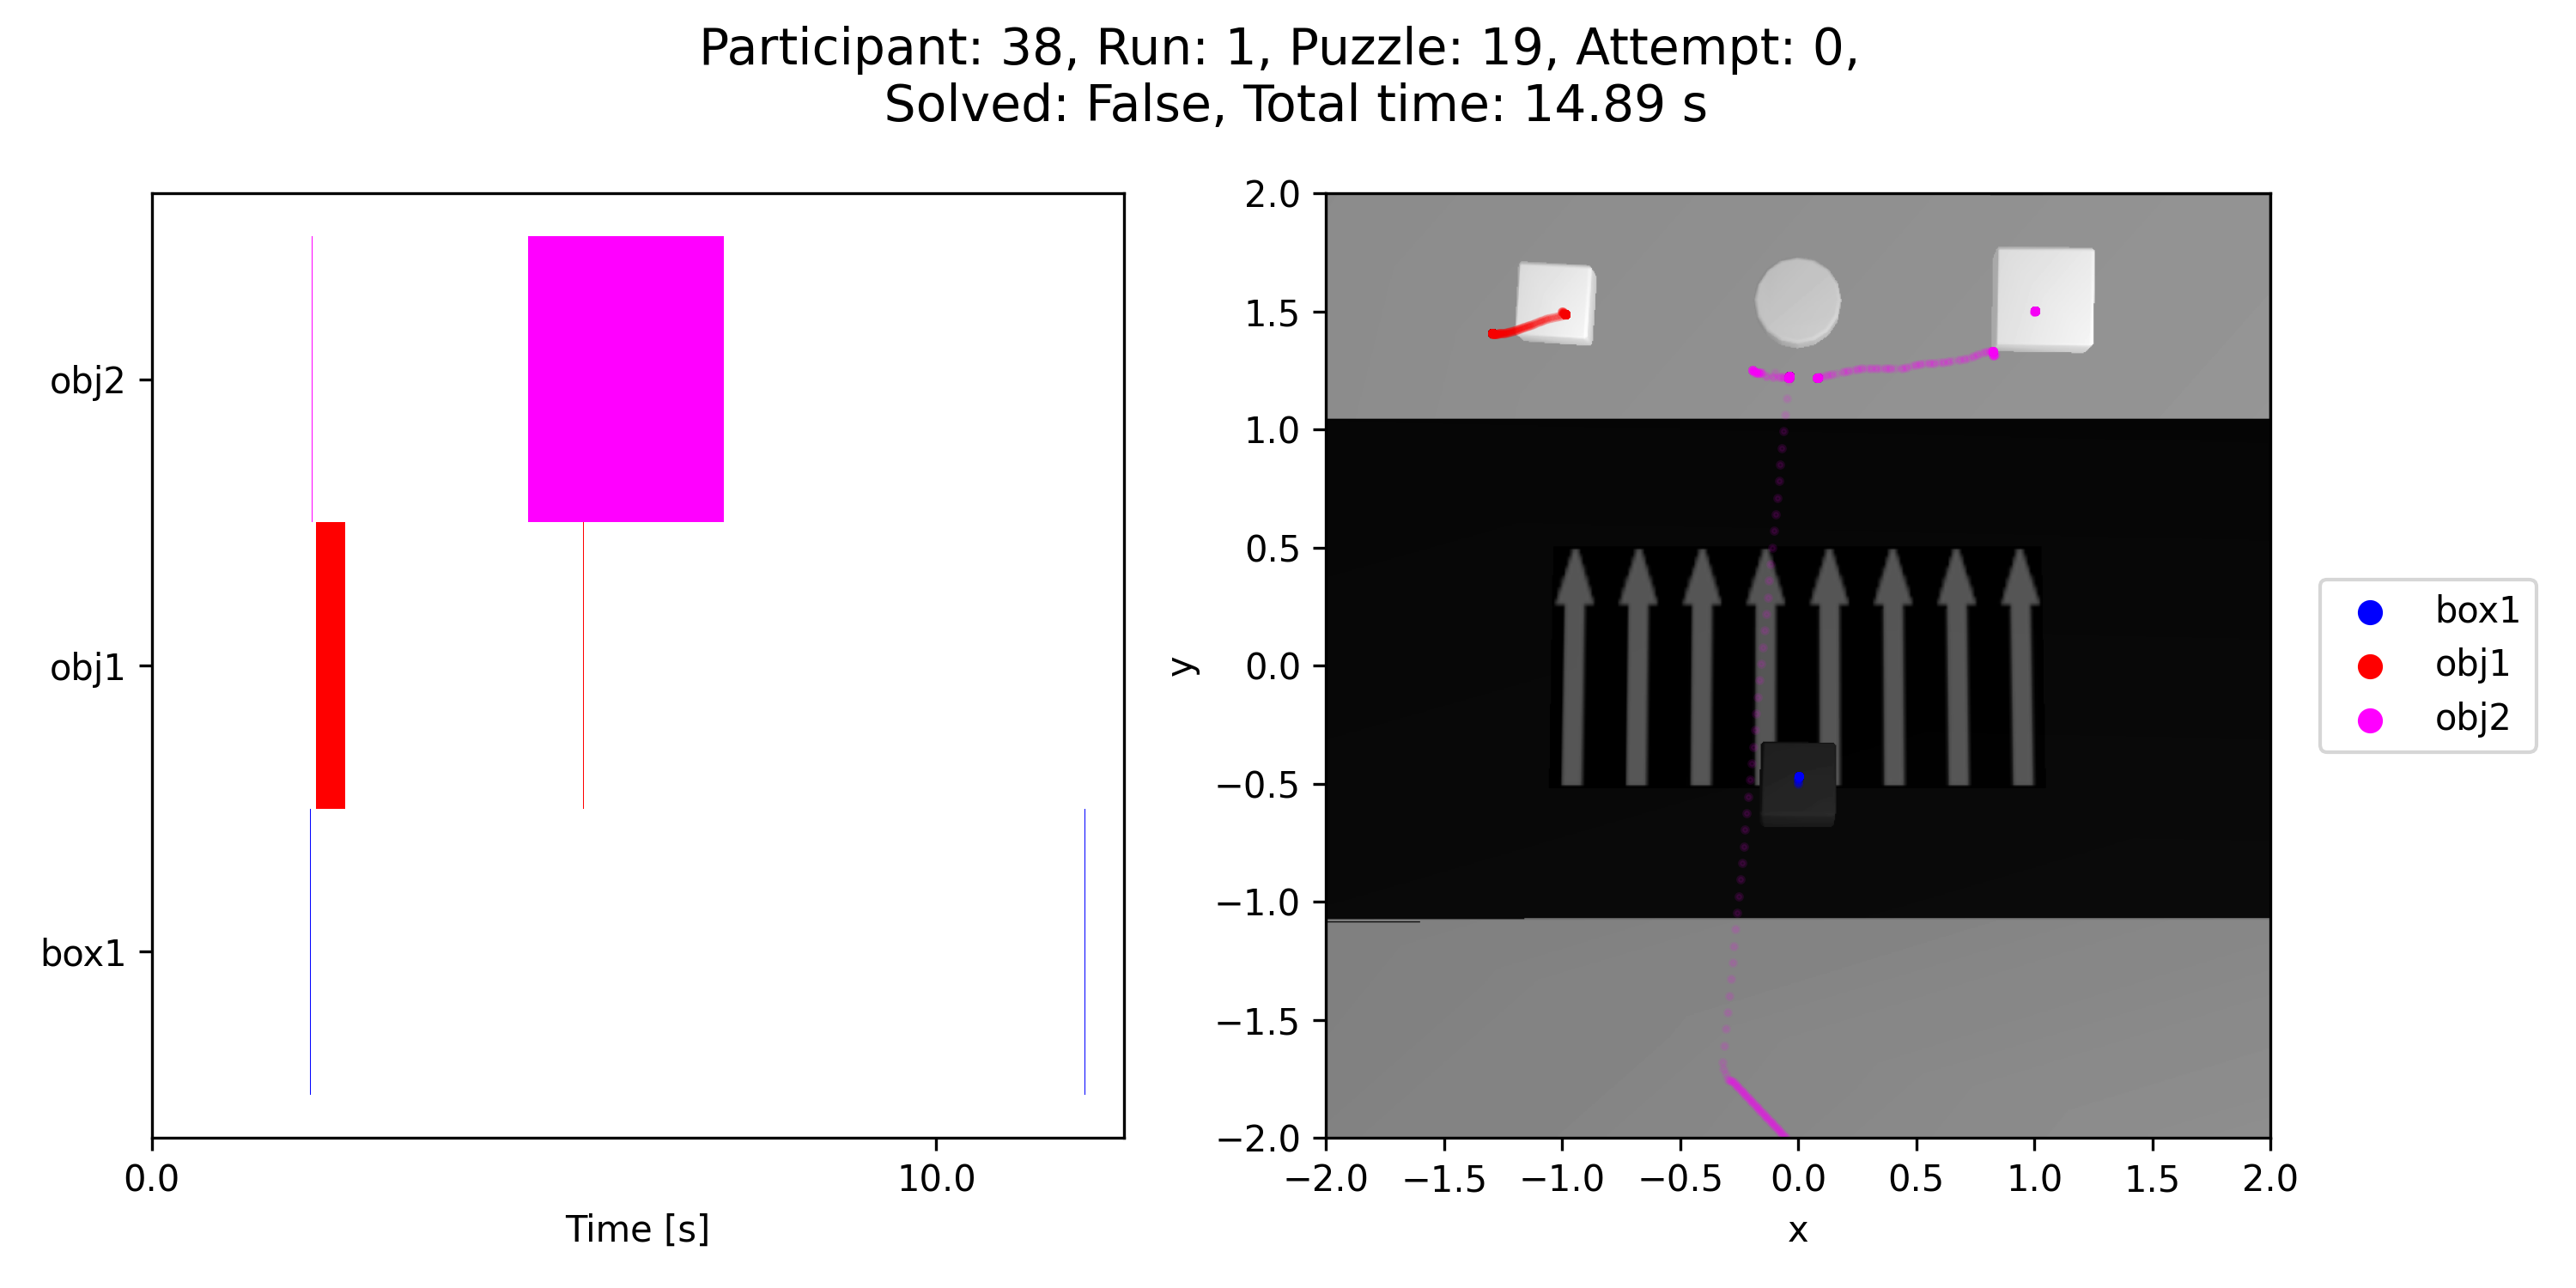 Participant: 38, Run: 1, Puzzle: 19, Attempt: 0,
Solved: False, Total time: 14.89 s
obj2
obj1
box1
0.0
10.0
Time [s]
2.0
1.5
1.0
0.5
0.0
−0.5
−1.0
−1.5
−2.0
y
−2.0
−1.5
−1.0
−0.5
0.0
0.5
1.0
1.5
2.0
x
box1
obj1
obj2